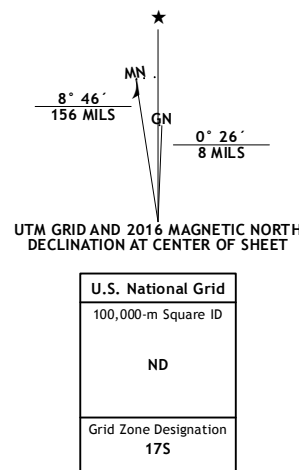 ★
MN
8° 46´
156 MILS
GN
0° 26´
8 MILS
UTM GRID AND 2016 MAGNETIC NORTH
DECLINATION AT CENTER OF SHEET
U.S. National Grid
100,000-m Square ID
ND
Grid Zone Designation
17S